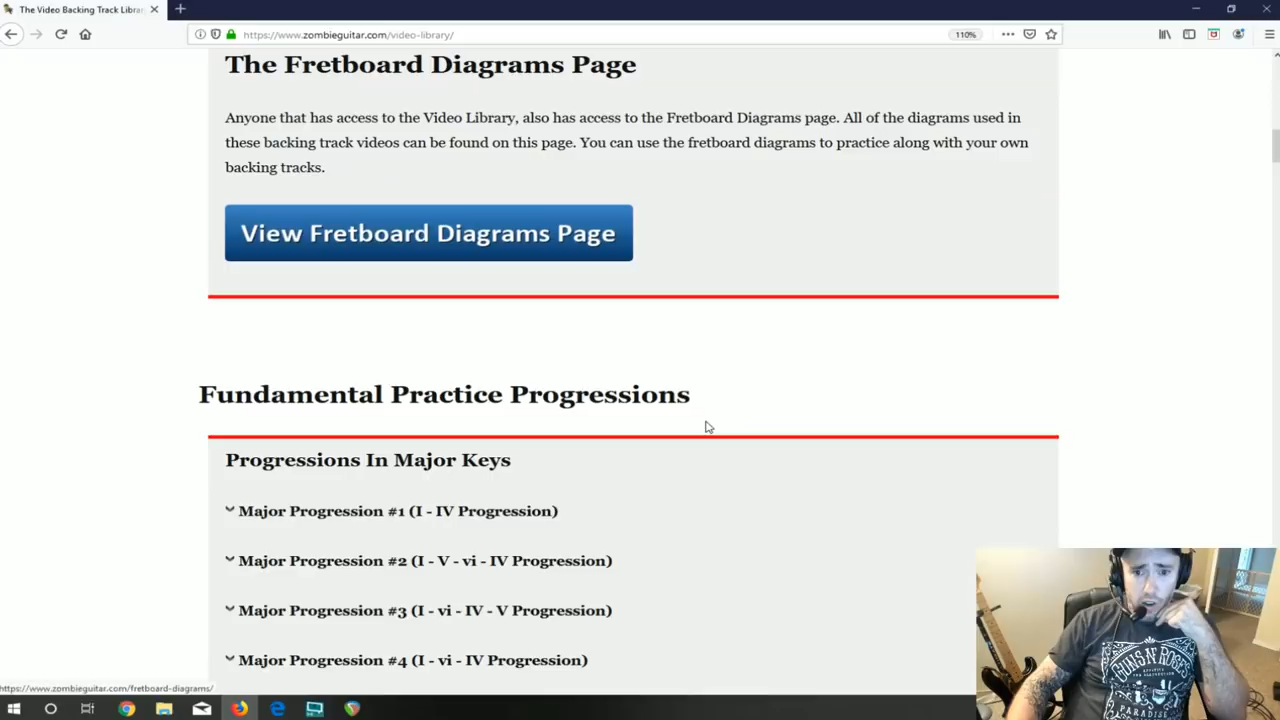 The Video Backing Track Libra
https://www.zombieguitar.com/video-library/
110%
The Fretboard Diagrams Page
Anyone that has access to the Video Library, also has access to the Fretboard Diagrams page. All of the diagrams used in
these backing track videos can be found on this page. You can use the fretboard diagrams to practice along with your own
backing tracks.
View Fretboard Diagrams Page
Fundamental Practice Progressions
Progressions In Major Keys
Major Progression #1 (I - IV Progression)
Major Progression #2 (I - V - vi - IV Progression)
Major Progression #3 (I - vi - IV - V Progression)
Major Progression #4 (I - vi - IV Progression)
GUNS N' ROSES
PARADISE
https://www.zombieguitar.com/fretboard-diagrams/